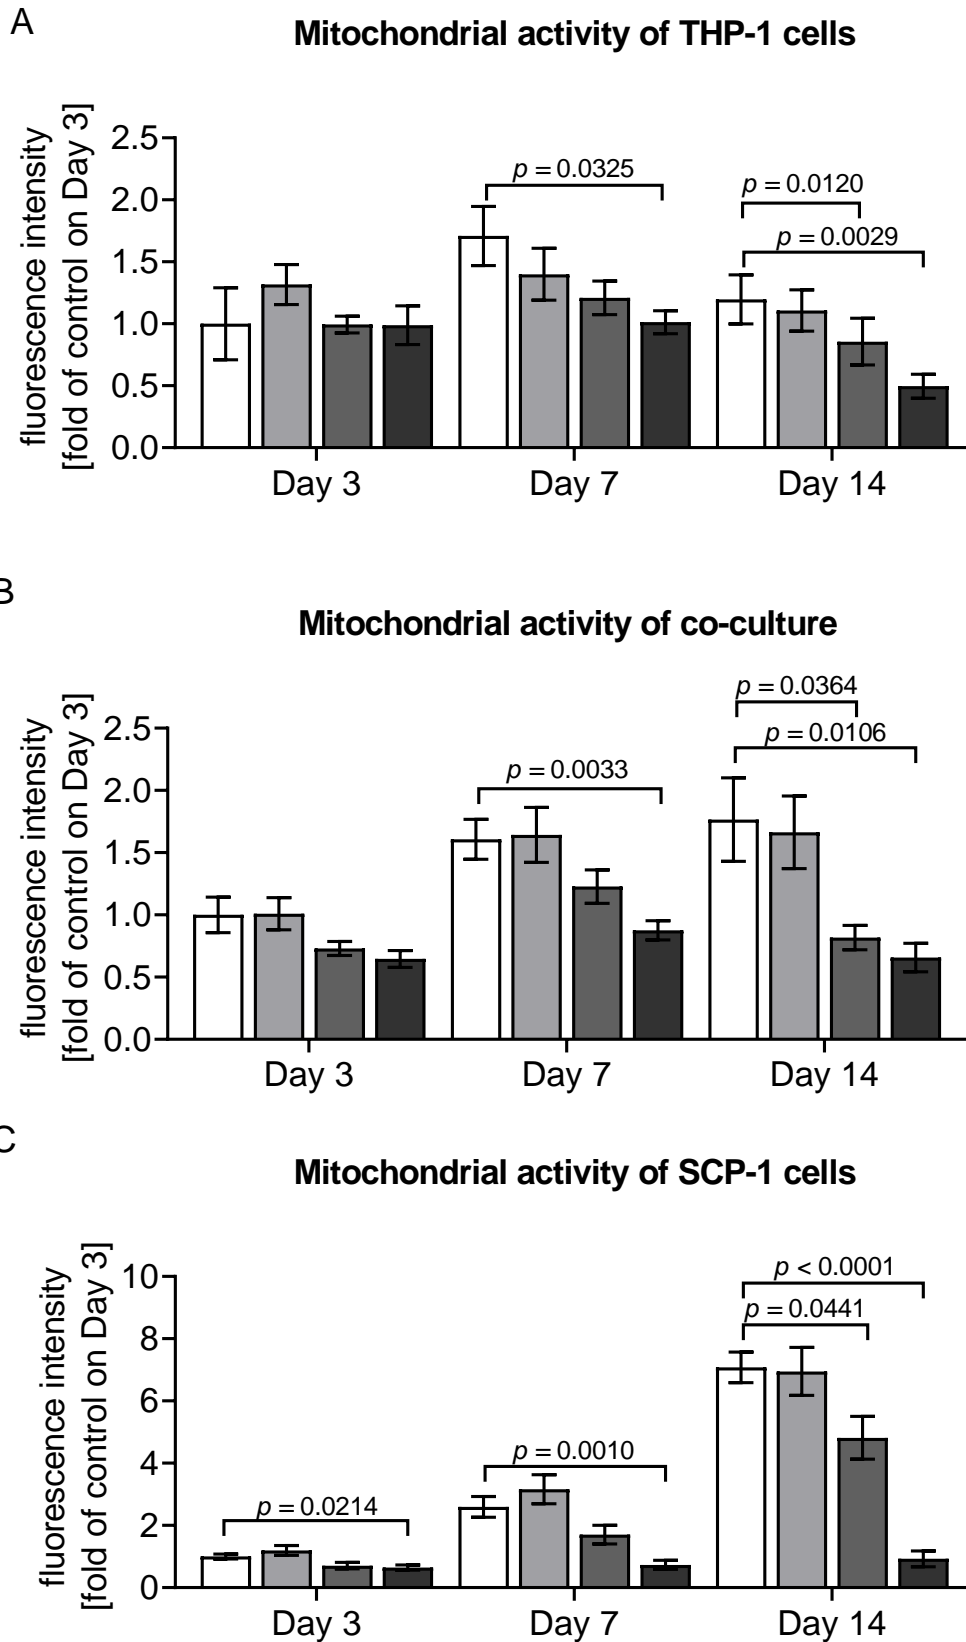 A
Mitochondrial activity of THP-1 cells
fluorescence intensity
[fold of control on Day 3]
2.5
2.0
1.5
1.0
0.5
0.0
p = 0.0325
p = 0.0120
p = 0.0029
Day 3 Day 7 Day 14
B
Mitochondrial activity of co-culture
fluorescence intensity
[fold of control on Day 3]
2.5
2.0
1.5
1.0
0.5
0.0
p = 0.0033
p = 0.0364
p = 0.0106
Day 3 Day 7 Day 14
C
Mitochondrial activity of SCP-1 cells
fluorescence intensity
[fold of control on Day 3]
10
8
6
4
2
0
p = 0.0214
p = 0.0010
p < 0.0001
p = 0.0441
Day 3 Day 7 Day 14